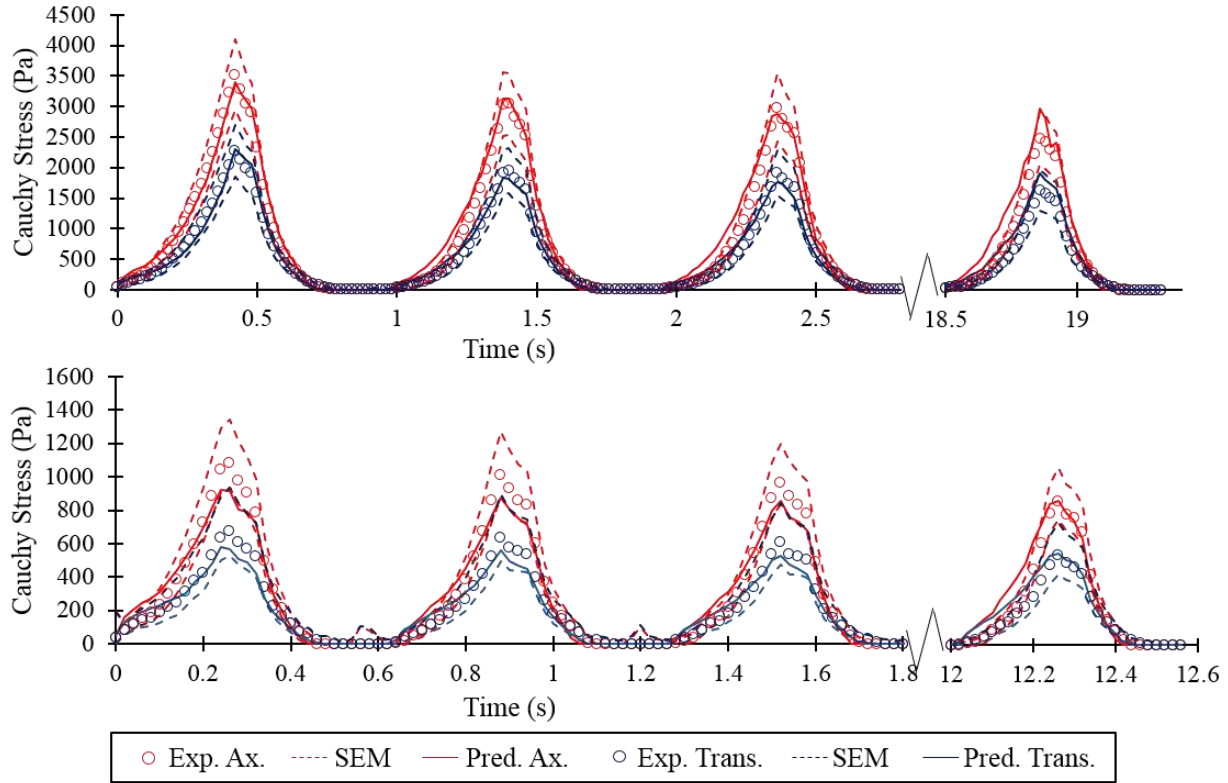 4500
4000
3500
3000
2500
2000
1500
1000
500
0
Cauchy Stress (Pa)
0 0.5 1 1.5 2 2.5 18.5 19
Time (s)
1600
1400
1200
1000
800
600
400
200
0
Cauchy Stress (Pa)
0 0.2 0.4 0.6 0.8 1 1.2 1.4 1.6 1.8 12 12.2 12.4 12.6
Time (s)
Exp. Ax. SEM Pred. Ax. Exp. Trans. SEM Pred. Trans.